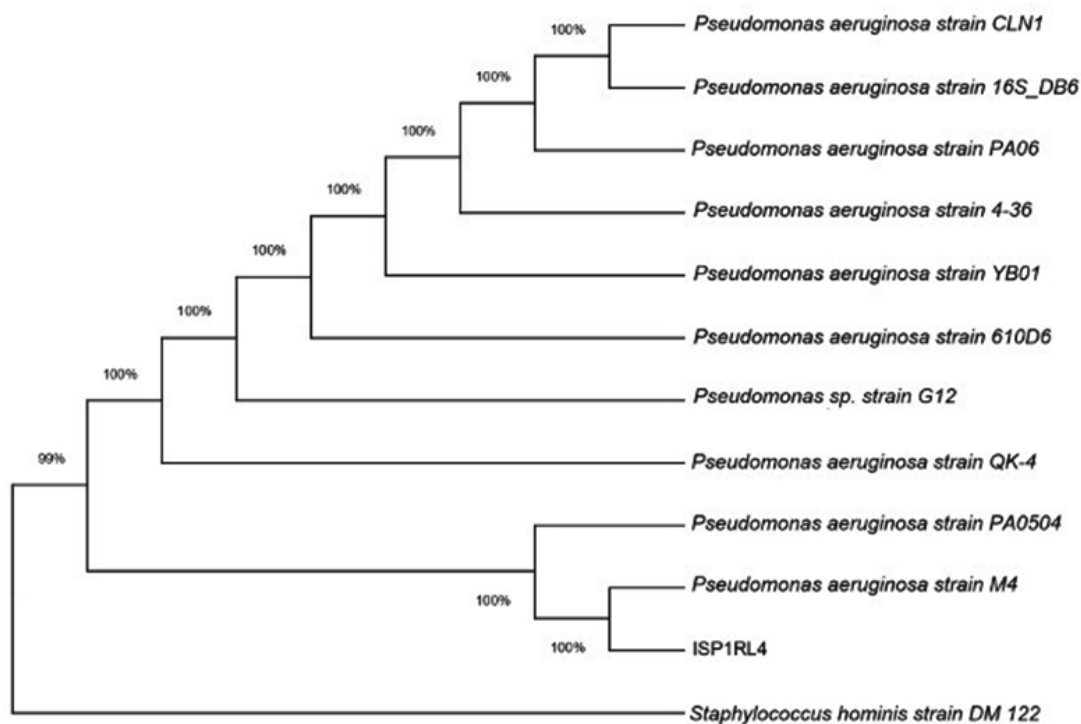 100%
Pseudomonas aeruginosa strain CLN1
100%
Pseudomonas aeruginosa strain 16S_DB6
100%
Pseudomonas aeruginosa strain PA06
100%
Pseudomonas aeruginosa strain 4-36
100%
Pseudomonas aeruginosa strain YB01
100%
Pseudomonas aeruginosa strain 610D6
100%
Pseudomonas sp. strain G12
99%
Pseudomonas aeruginosa strain QK-4
Pseudomonas aeruginosa strain PA0504
Pseudomonas aeruginosa strain M4
100%
100%
ISP1RL4
Staphylococcus hominis strain DM 122